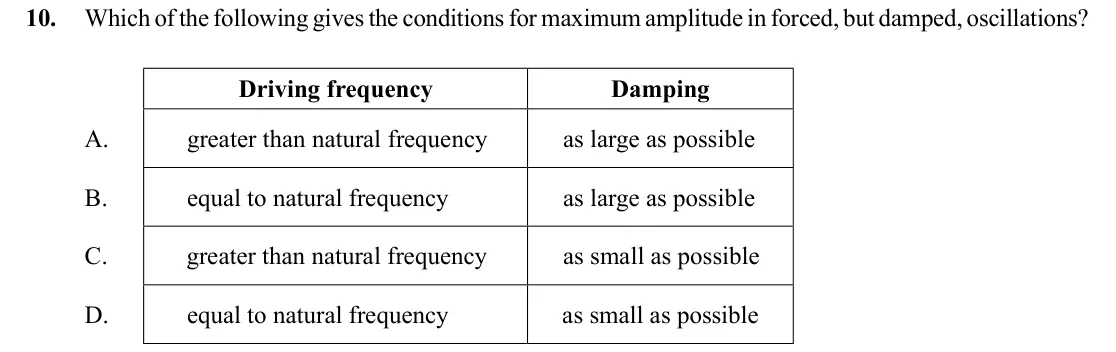 10. Which of the following gives the conditions for maximum amplitude in forced, but damped, oscillations?
Driving frequency Damping
A. greater than natural frequency as large as possible
B. equal to natural frequency as large as possible
C. greater than natural frequency as small as possible
D. equal to natural frequency as small as possible